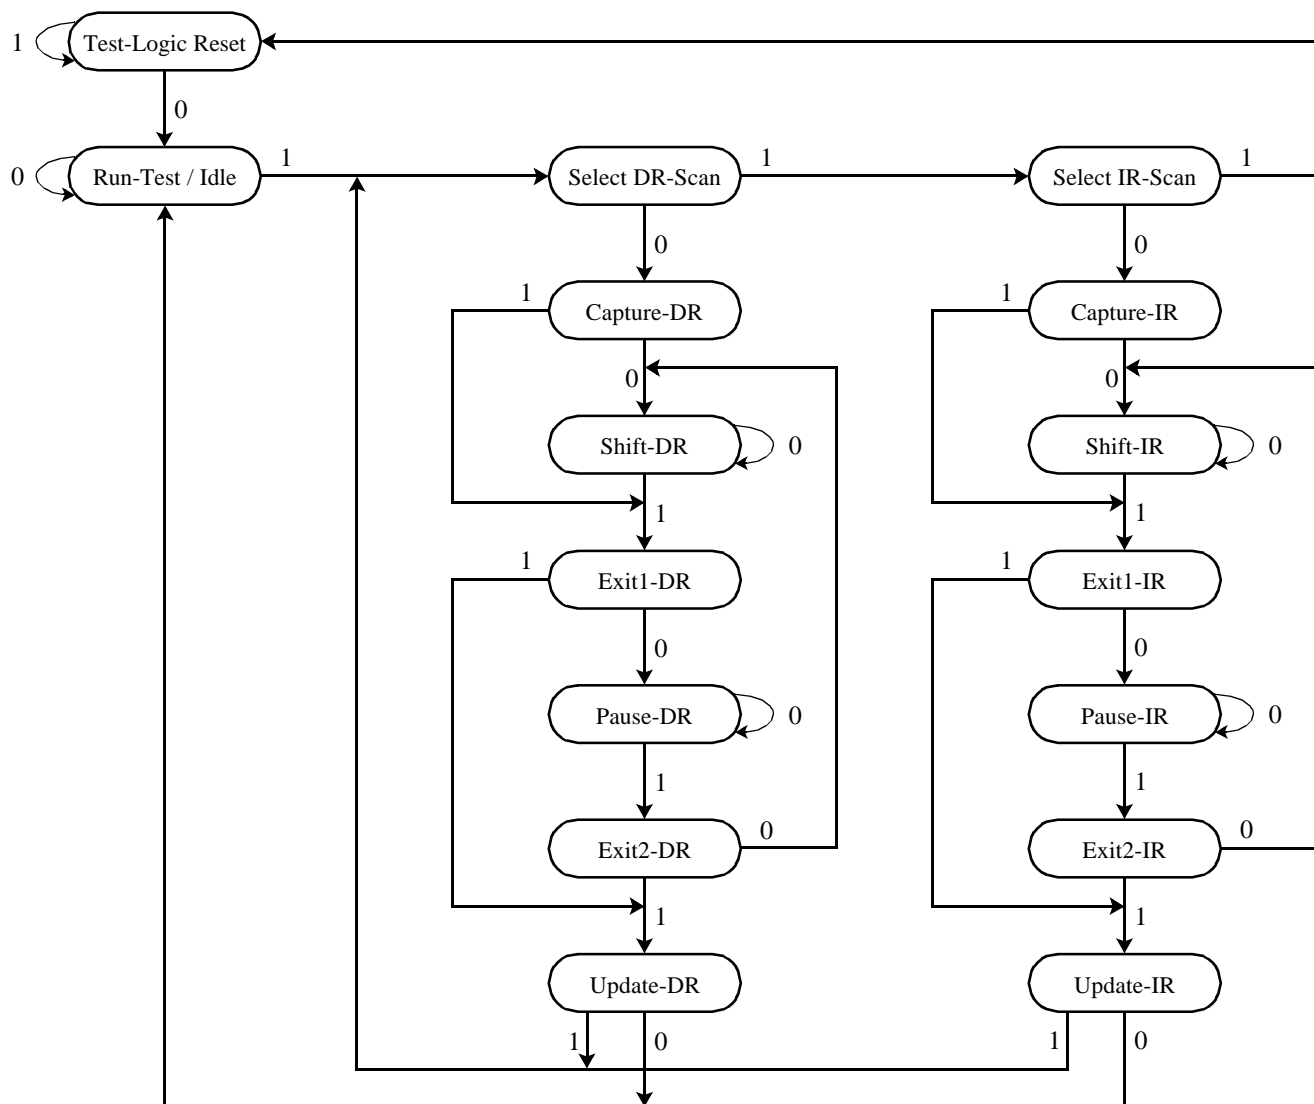 1 Test-Logic Reset
0
0 Run-Test / Idle 1 Select DR-Scan 1 Select IR-Scan 1
0 0
1 Capture-DR 1 Capture-IR
0 0
Shift-DR 0 Shift-IR 0
1 1
1 Exit1-DR 1 Exit1-IR
0 0
Pause-DR 0 Pause-IR 0
1 1
Exit2-DR 0 Exit2-IR 0
1 1
Update-DR Update-IR
1 0 1 0